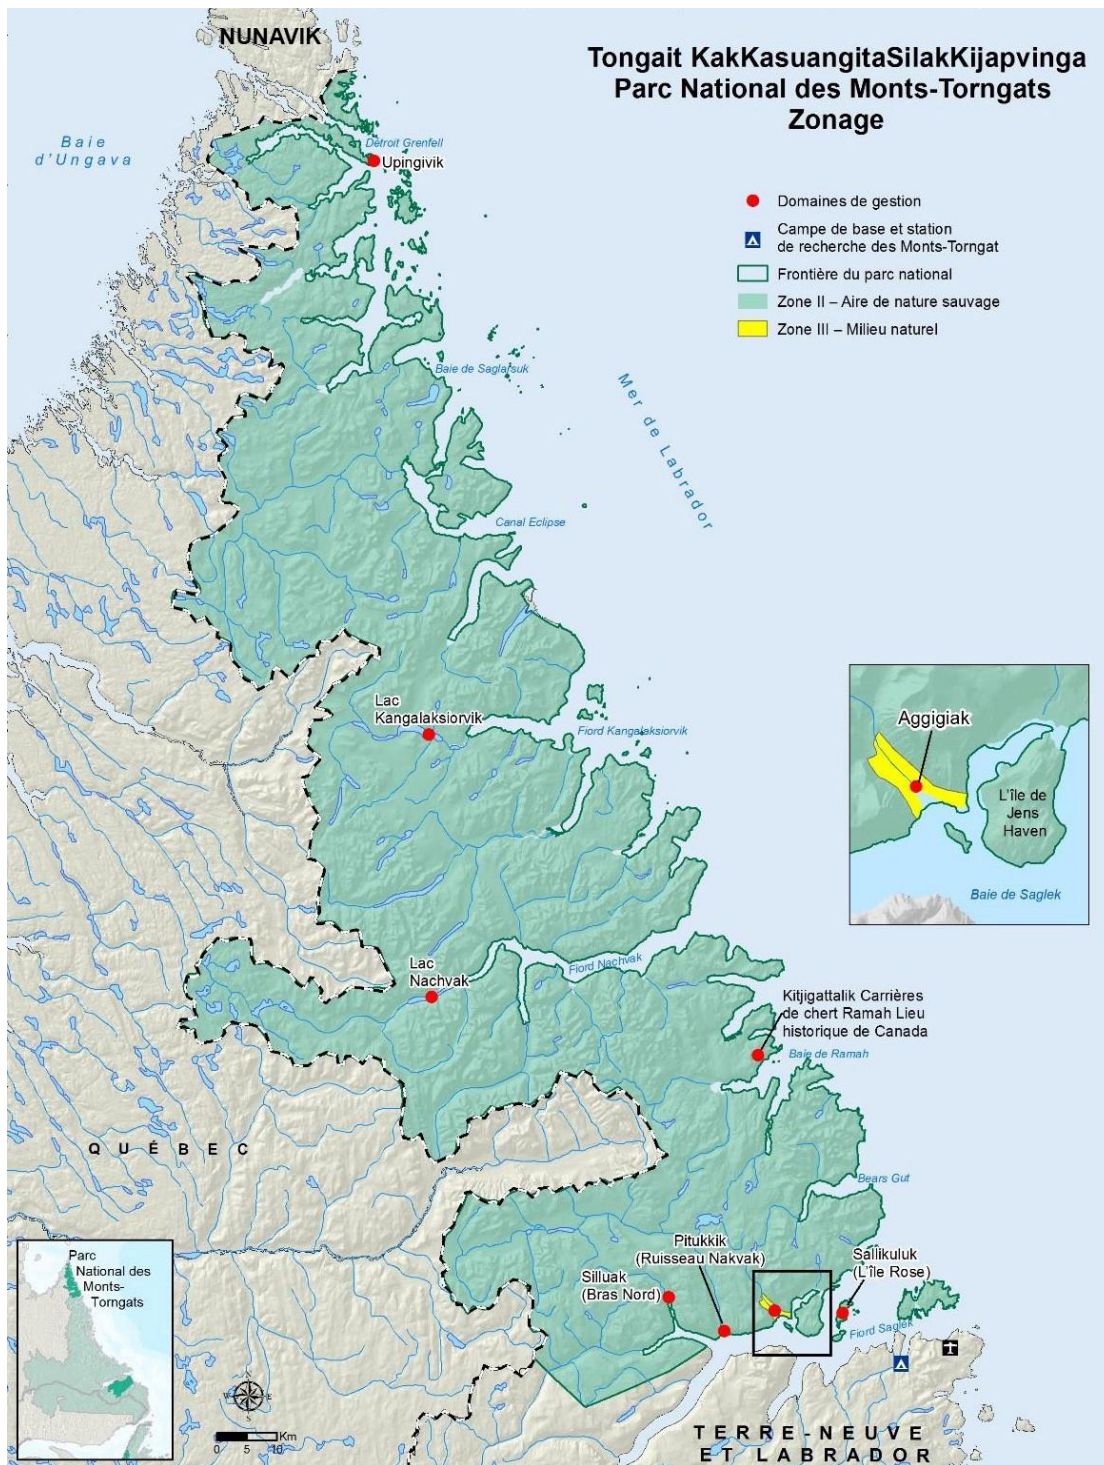 NUNAVIK
Tongait KakKasuangitaSilakKijapvinga
Parc National des Monts-Torngats
Zonage
Baie
d'Ungava
Détroit Grenfell
Upingivik
Domaines de gestion
Campe de base et station
de recherche des Monts-Torngat
Frontière du parc national
Zone II – Aire de nature sauvage
Zone III – Milieu naturel
Baie de Saglarsuk
Mer de Labrador
Canal Eclipse
Lac
Kangalaksiorvik
Fiord Kangalaksiorvik
Aggigiak
L'île de
Jens
Haven
Baie de Saglek
Lac
Nachvak
Fiord Nachvak
Kitjigattalik Carrières
de chert Ramah Lieu
historique de Canada
Baie de Ramah
QUÉBEC
Bears Gut
Pitukkik
(Ruisseau Nakvak)
Sallikuluk
(L'île Rose)
Silluak
(Bras Nord)
Fiord Saglek
Parc
National des
Monts-
Torngats
N
W E
S
Km
0 5 10
TERRE-NEUVE
ET LABRADOR